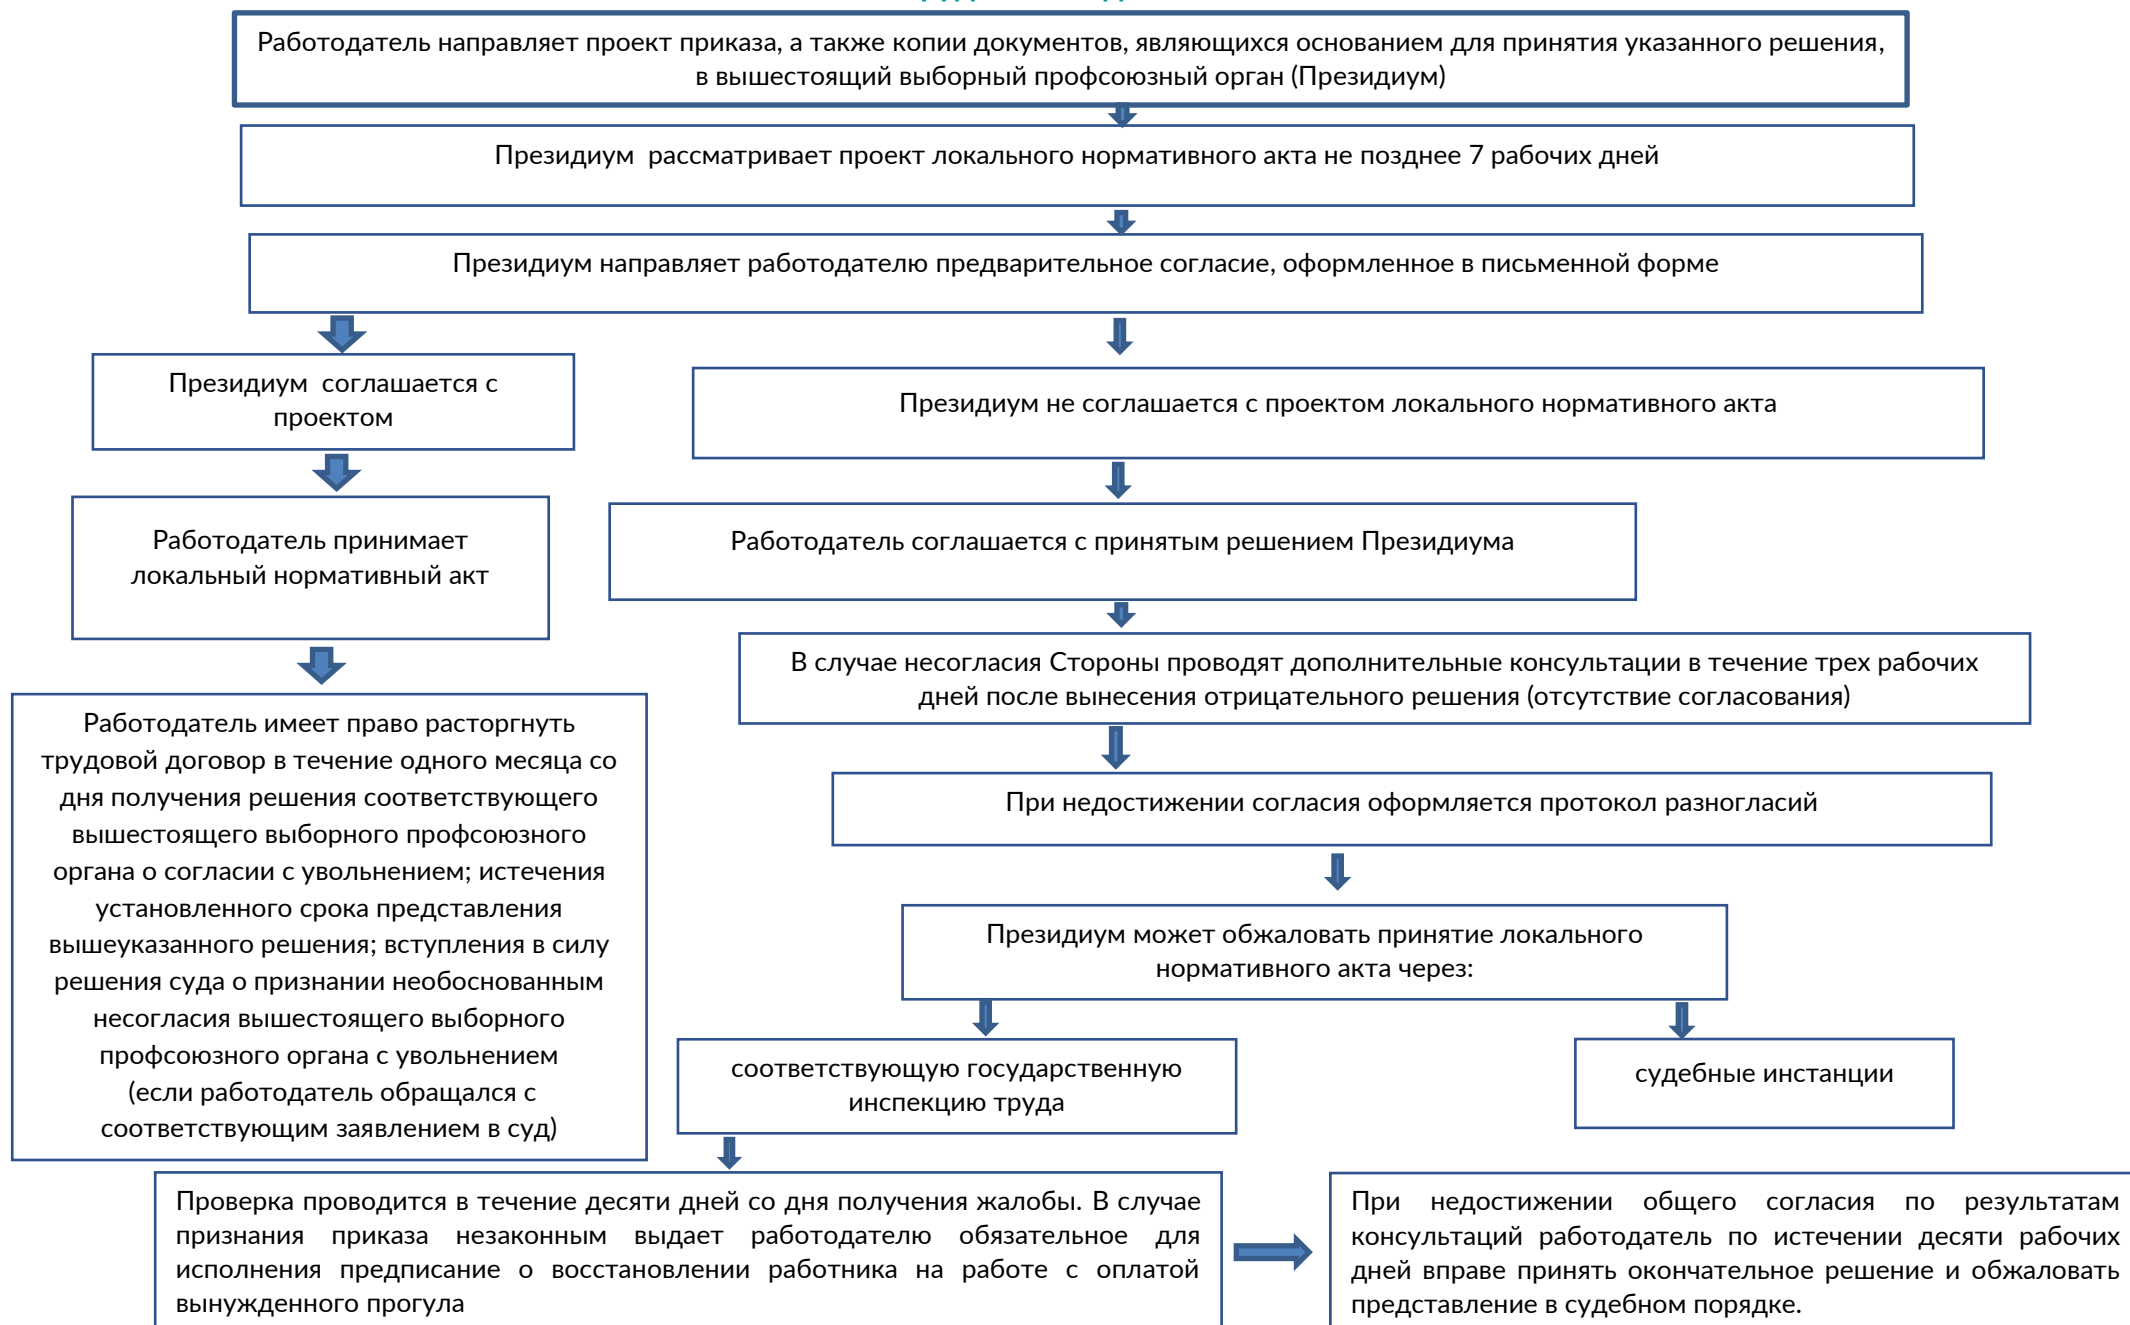 Работодатель направляет проект приказа, а также копии документов, являющихся основанием для принятия указанного решения,
в вышестоящий выборный профсоюзный орган (Президиум)
Президиум рассматривает проект локального нормативного акта не позднее 7 рабочих дней
Президиум направляет работодателю предварительное согласие, оформленное в письменной форме
Президиум соглашается с
проектом
Президиум не соглашается с проектом локального нормативного акта
Работодатель принимает
локальный нормативный акт
Работодатель соглашается с принятым решением Президиума
В случае несогласия Стороны проводят дополнительные консультации в течение трех рабочих
дней после вынесения отрицательного решения (отсутствие согласования)
Работодатель имеет право расторгнуть
трудовой договор в течение одного месяца со
дня получения решения соответствующего
вышестоящего выборного профсоюзного
органа о согласии с увольнением; истечения
установленного срока представления
вышеуказанного решения; вступления в силу
решения суда о признании необоснованным
несогласия вышестоящего выборного
профсоюзного органа с увольнением
(если работодатель обращался с
соответствующим заявлением в суд)
При недостижении согласия оформляется протокол разногласий
Президиум может обжаловать принятие локального
нормативного акта через:
соответствующую государственную
инспекцию труда
судебные инстанции
Проверка проводится в течение десяти дней со дня получения жалобы. В случае
признания приказа незаконным выдает работодателю обязательное для
исполнения предписание о восстановлении работника на работе с оплатой
вынужденного прогула
При недостижении общего согласия по результатам
консультаций работодатель по истечении десяти рабочих
дней вправе принять окончательное решение и обжаловать
представление в судебном порядке.